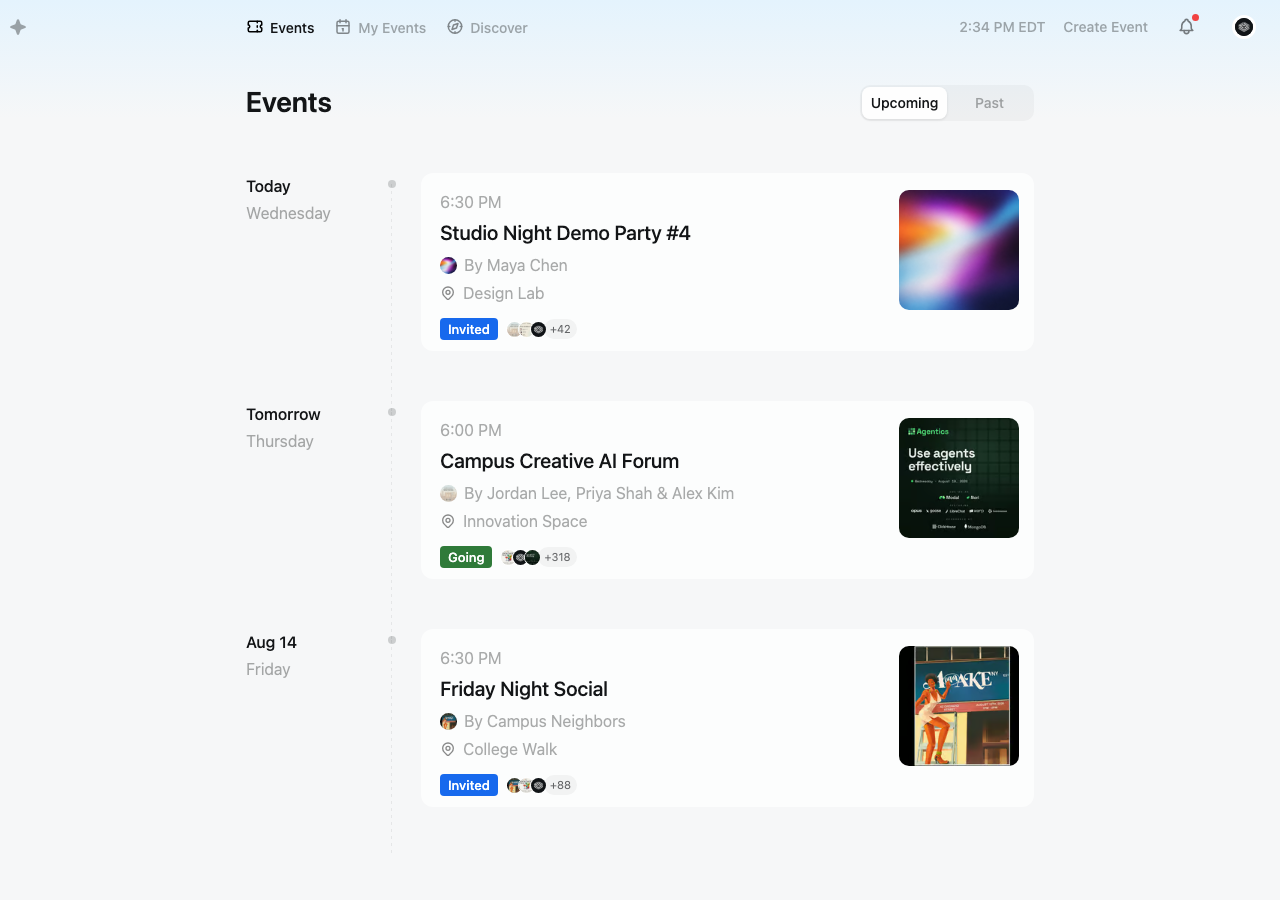 Events
My Events
Discover
2:34 PM EDT
Create Event
Events
Upcoming
Past
Today
Wednesday
6:30 PM
Studio Night Demo Party #4
By Maya Chen
Design Lab
Invited
+42
Tomorrow
Thursday
6:00 PM
Campus Creative AI Forum
By Jordan Lee, Priya Shah & Alex Kim
Innovation Space
Going
+318
Agentics
Use agents
effectively
Modal
MongoDB
Aug 14
Friday
6:30 PM
Friday Night Social
By Campus Neighbors
College Walk
Invited
+88